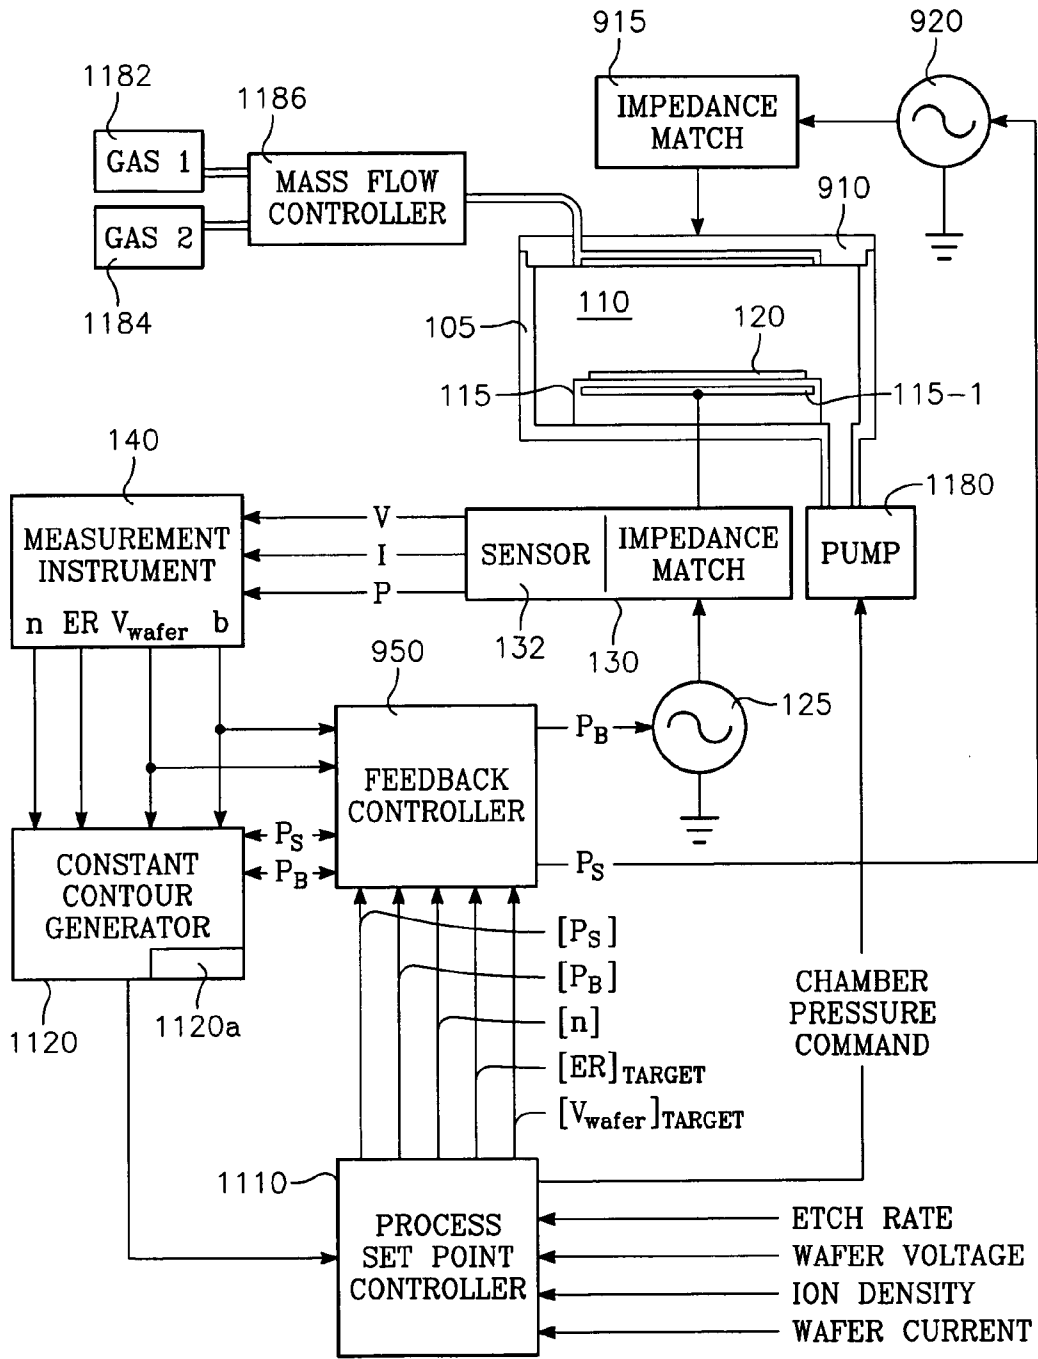 915
920
1182
1186
IMPEDANCE
MATCH
GAS 1
MASS FLOW
CONTROLLER
910
GAS 2
1184
110
105
120
115
115-1
140
1180
MEASUREMENT
INSTRUMENT
n ER Vwafer b
V
I
P
SENSOR
IMPEDANCE
MATCH
PUMP
132
130
950
125
PB
FEEDBACK
CONTROLLER
PS
PB
PS
CONSTANT
CONTOUR
GENERATOR
1120
1120a
[PS]
[PB]
[n]
[ER]TARGET
[Vwafer]TARGET
CHAMBER
PRESSURE
COMMAND
1110
PROCESS
SET POINT
CONTROLLER
ETCH RATE
WAFER VOLTAGE
ION DENSITY
WAFER CURRENT